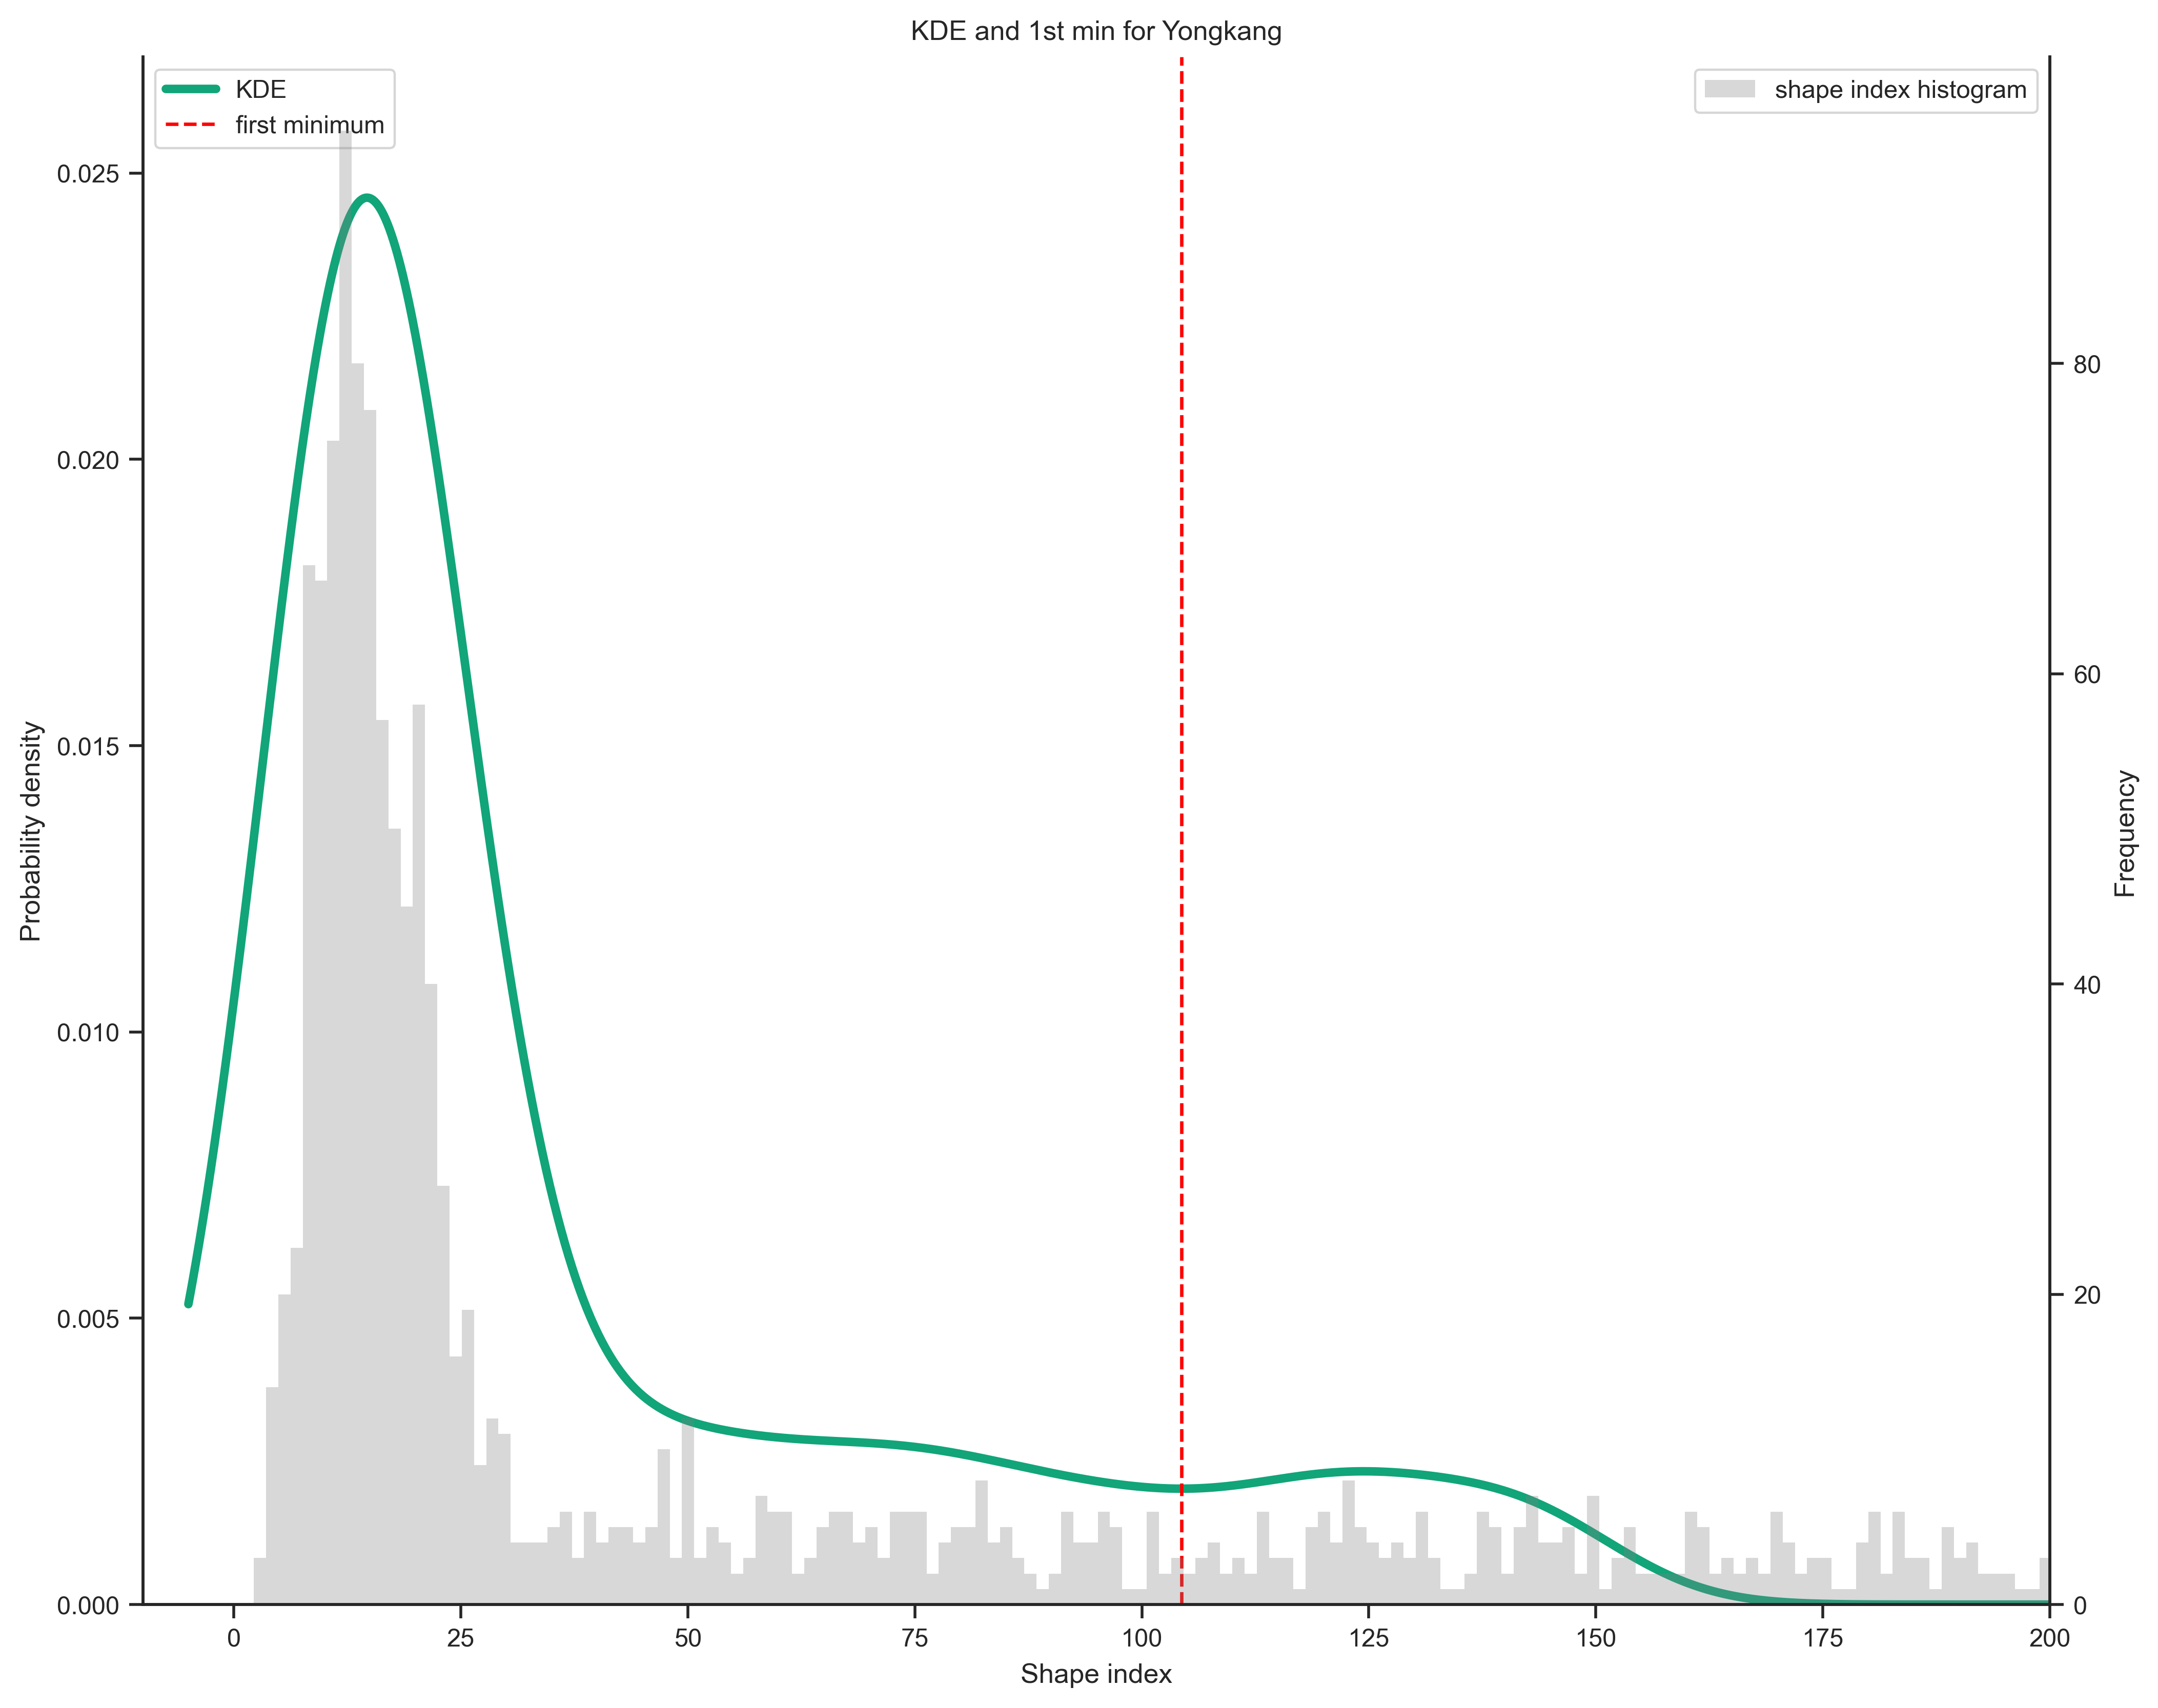 KDE and 1st min for Yongkang
KDE
first minimum
shape index histogram
0.025
0.020
0.015
0.010
0.005
0.000
Probability density
80
60
40
20
0
Frequency
0 25 50 75 100 125 150 175 200
Shape index